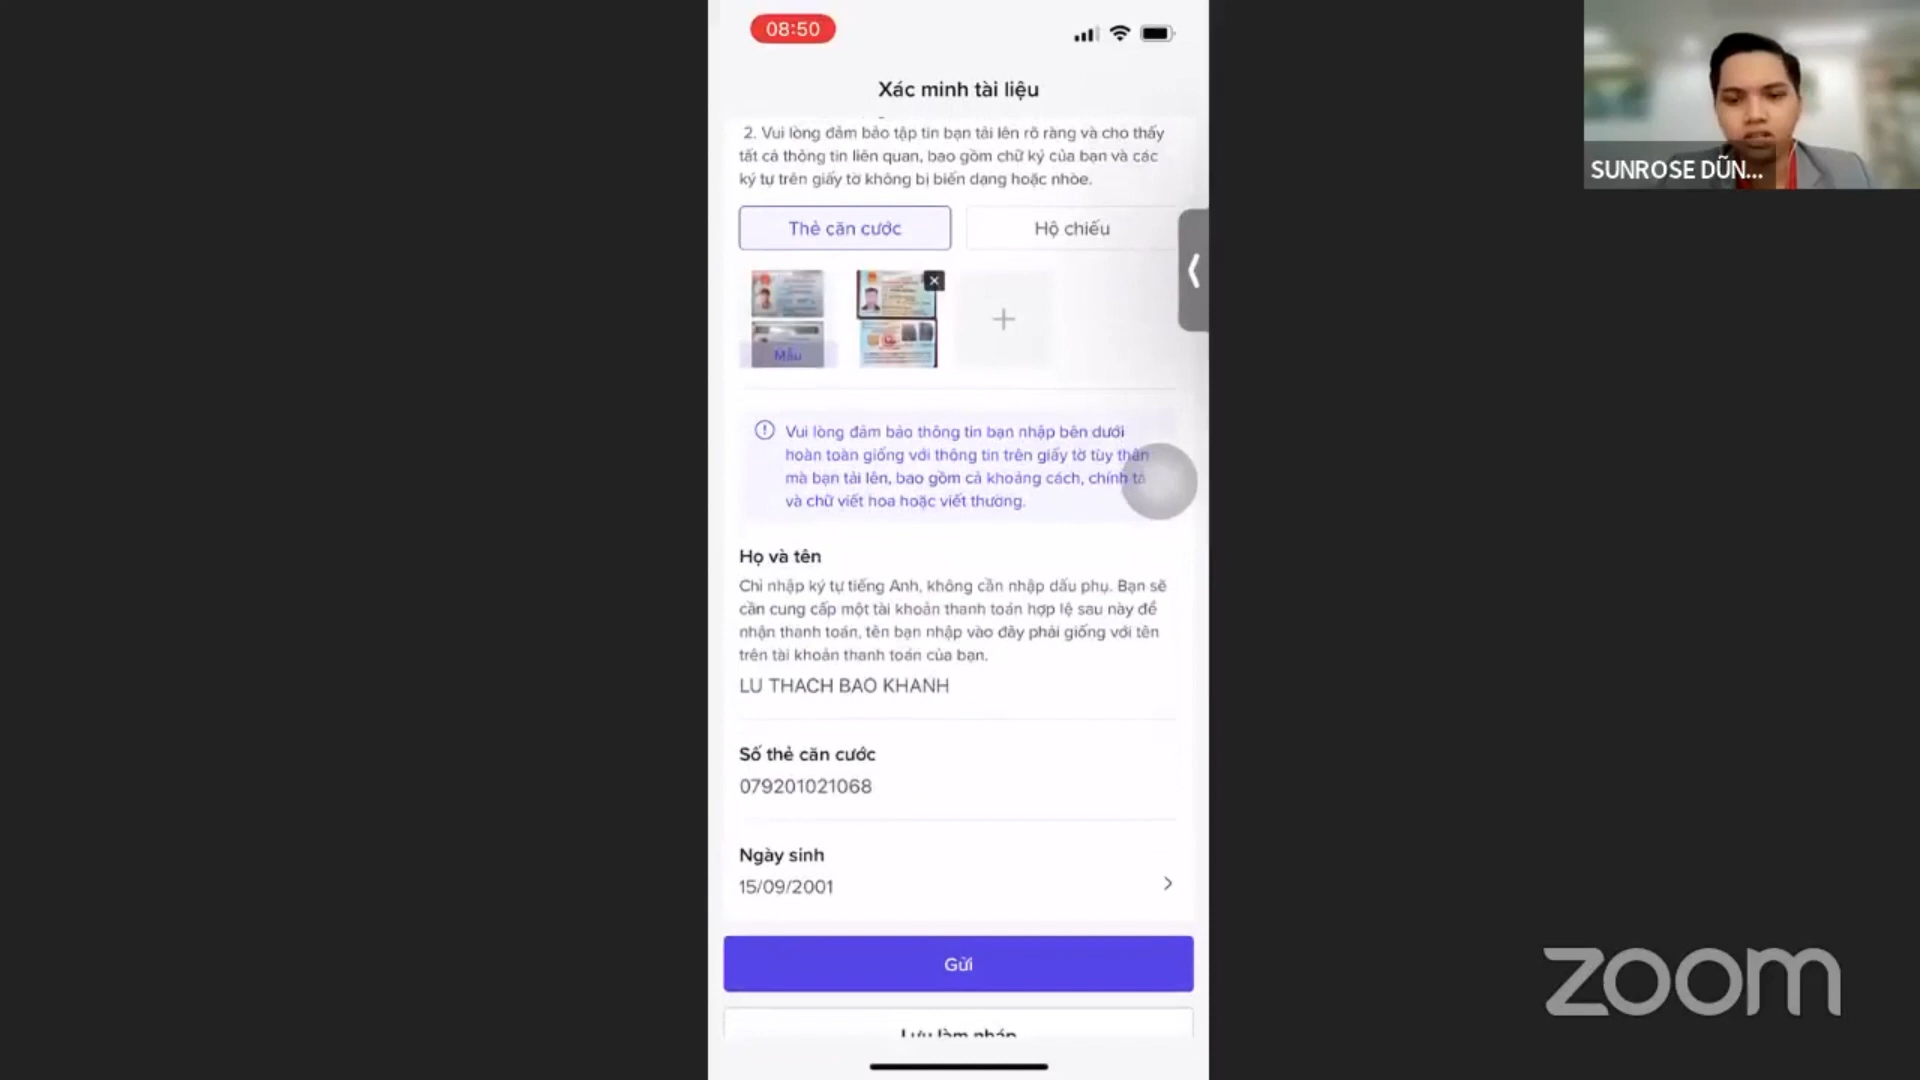 08:50
Xác minh tài liệu
2. Vui lòng đảm bảo tập tin bạn tải lên rõ ràng và cho thấy
tất cả thông tin liên quan, bao gồm chữ ký của bạn và các
ký tự trên giấy tờ không bị biến dạng hoặc nhòe.
Thẻ căn cước
Hộ chiếu
Mẫu
Vui lòng đảm bảo thông tin bạn nhập bên dưới
hoàn toàn giống với thông tin trên giấy tờ tùy thân
mà bạn tải lên, bao gồm cả khoảng cách, chính tả
và chữ viết hoa hoặc viết thường.
Họ và tên
Chỉ nhập ký tự tiếng Anh, không cần nhập dấu phụ. Bạn sẽ
cần cung cấp một tài khoản thanh toán hợp lệ sau này để
nhận thanh toán, tên bạn nhập vào đây phải giống với tên
trên tài khoản thanh toán của bạn.
LU THACH BAO KHANH
Số thẻ căn cước
079201021068
Ngày sinh
15/09/2001
Gửi
Lưu làm nháp
SUNROSE DŨN...
zoom